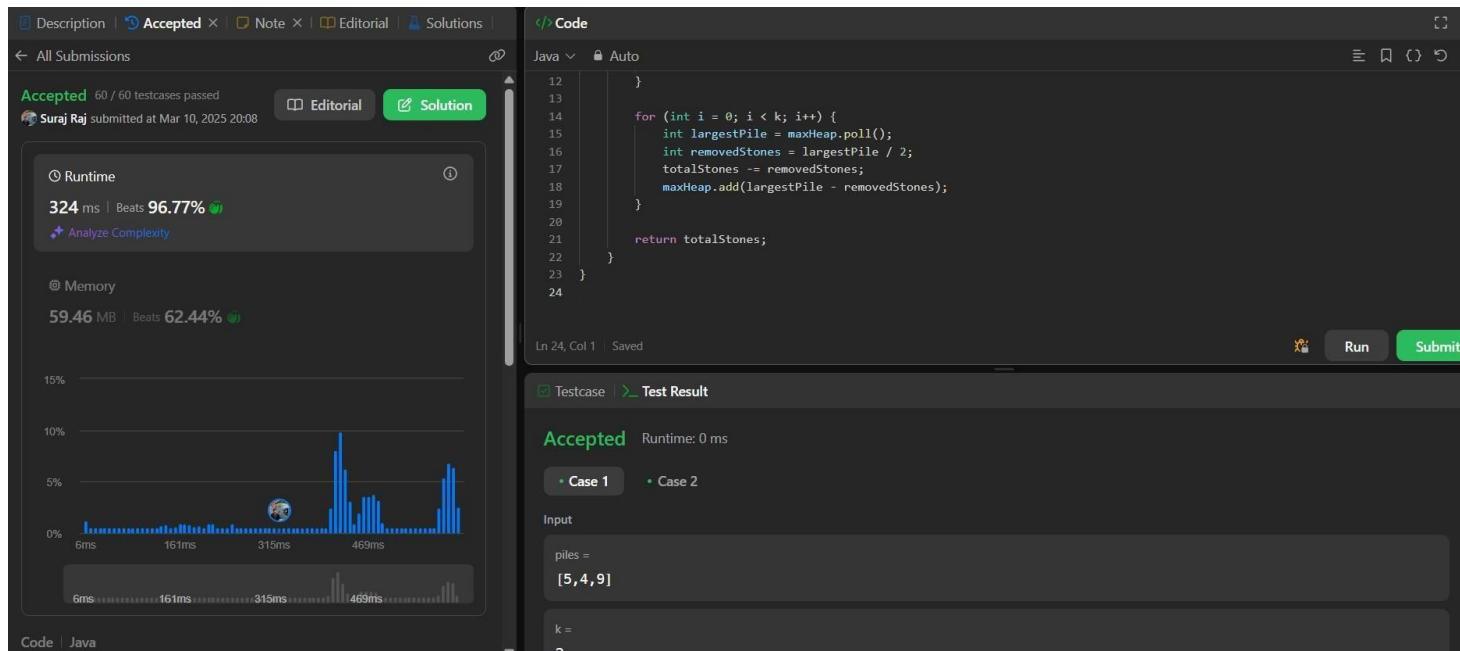 Description Accepted × Note × Editorial Solutions
← All Submissions
Accepted 60 / 60 testcases passed
Suraj Raj submitted at Mar 10, 2025 20:08
Editorial
Solution
Runtime
324 ms | Beats 96.77%
Analyze Complexity
Memory
59.46 MB | Beats 62.44%
15%
10%
5%
0%
6ms 161ms 315ms 469ms
6ms 161ms 315ms 469ms
Code | Java
</> Code
Java Auto
12 }
13
14 for (int i = 0; i < k; i++) {
15 int largestPile = maxHeap.poll();
16 int removedStones = largestPile / 2;
17 totalStones -= removedStones;
18 maxHeap.add(largestPile - removedStones);
19 }
20
21 return totalStones;
22 }
23 }
24
Ln 24, Col 1 | Saved
Run
Submit
Testcase | >_ Test Result
Accepted Runtime: 0 ms
• Case 1 • Case 2
Input
piles =
[5,4,9]
k =